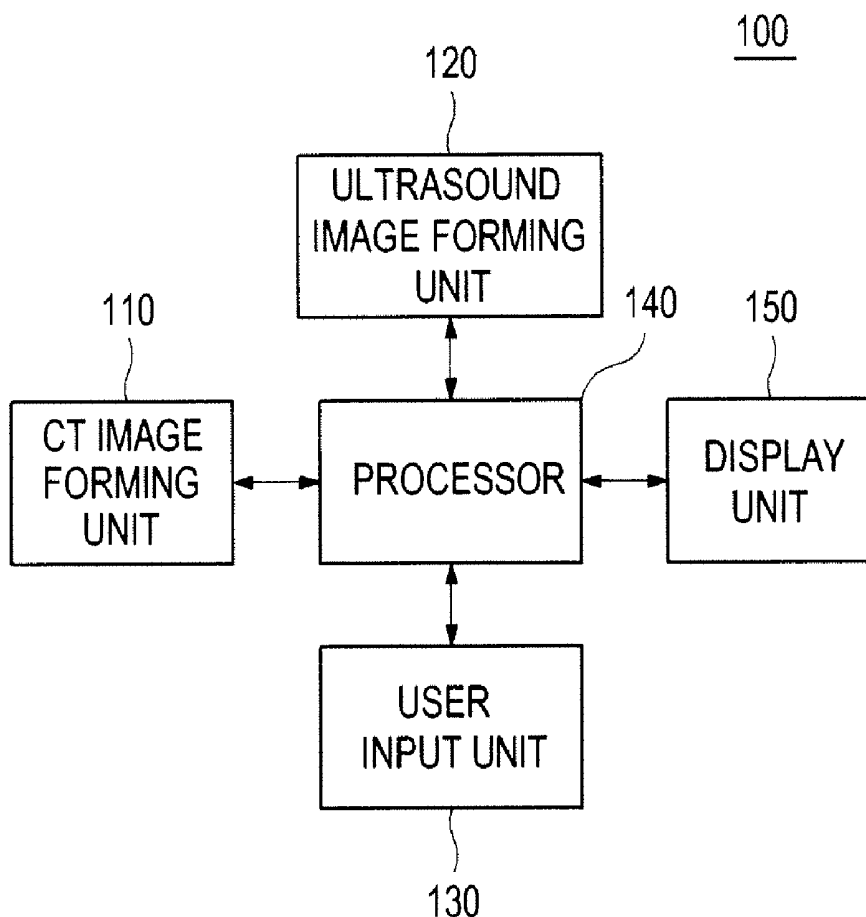 100
120
ULTRASOUND
IMAGE FORMING
UNIT
110
140
150
CT IMAGE
FORMING
UNIT
PROCESSOR
DISPLAY
UNIT
USER
INPUT UNIT
130